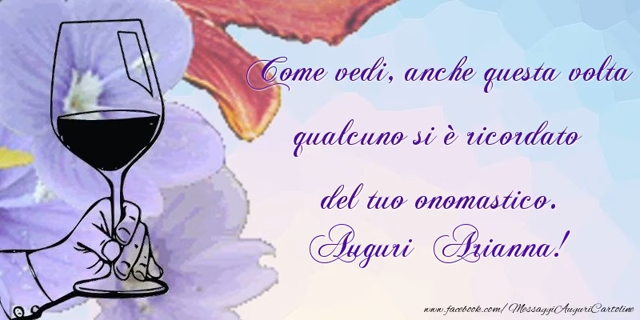 Come vedi, anche questa volta
qualcuno si è ricordato
del tuo onomastico.
Auguri Arianna!
www.facebook.com/MessaggiAuguriCartoline